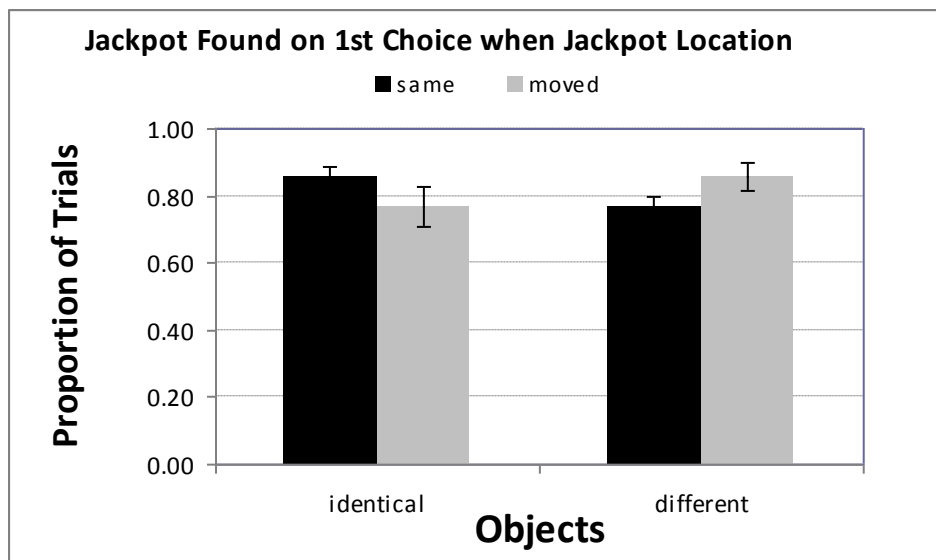 Jackpot Found on 1st Choice when Jackpot Location
same moved
Proportion of Trials
1.00
0.80
0.60
0.40
0.20
0.00
identical different
Objects